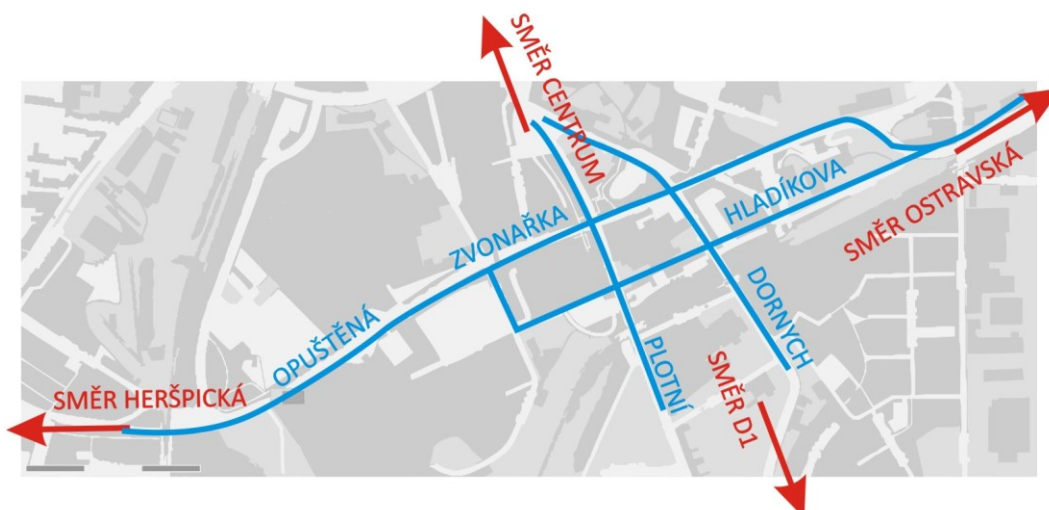 SMĚR CENTRUM
ZVONAŘKA
HLADÍKOVA
SMĚR OSTRAVSKÁ
OPUŠTĚNÁ
DORNYCH
PLOTNÍ
SMĚR HERŠPICKÁ
SMĚR D1